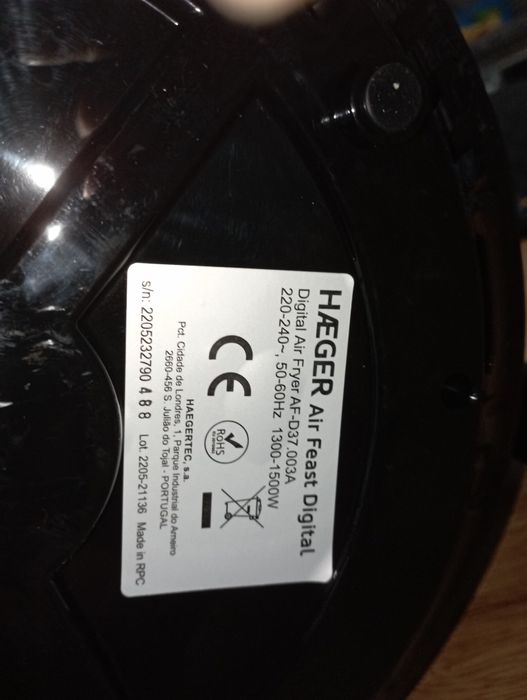 HÆGER Air Feast Digital
Digital Air Fryer AF-D37.003A
220-240~, 50-60Hz 1300-1500W
CE
RoHS
HAEGERTEC, s.a.
Pct. Cidade de Londres, 1, Parque Industrial do Arneiro
2660-456 S. Julião do Tojal - PORTUGAL
s/n: 2205232790 4 8 8 Lot. 2205-21136 Made in RPC